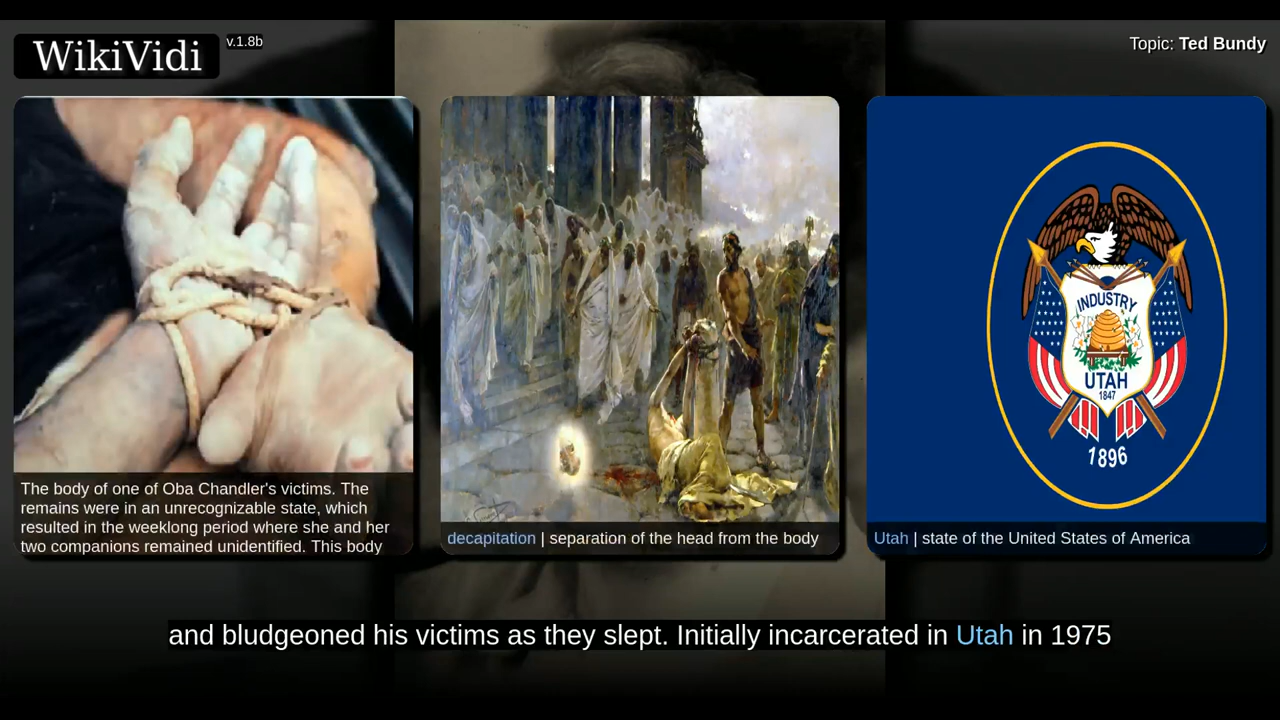 WikiVidi
v.1.8b
Topic: Ted Bundy
The body of one of Oba Chandler's victims. The
remains were in an unrecognizable state, which
resulted in the weeklong period where she and her
two companions remained unidentified. This body
decapitation | separation of the head from the body
INDUSTRY
UTAH
1847
1896
Utah | state of the United States of America
and bludgeoned his victims as they slept. Initially incarcerated in Utah in 1975